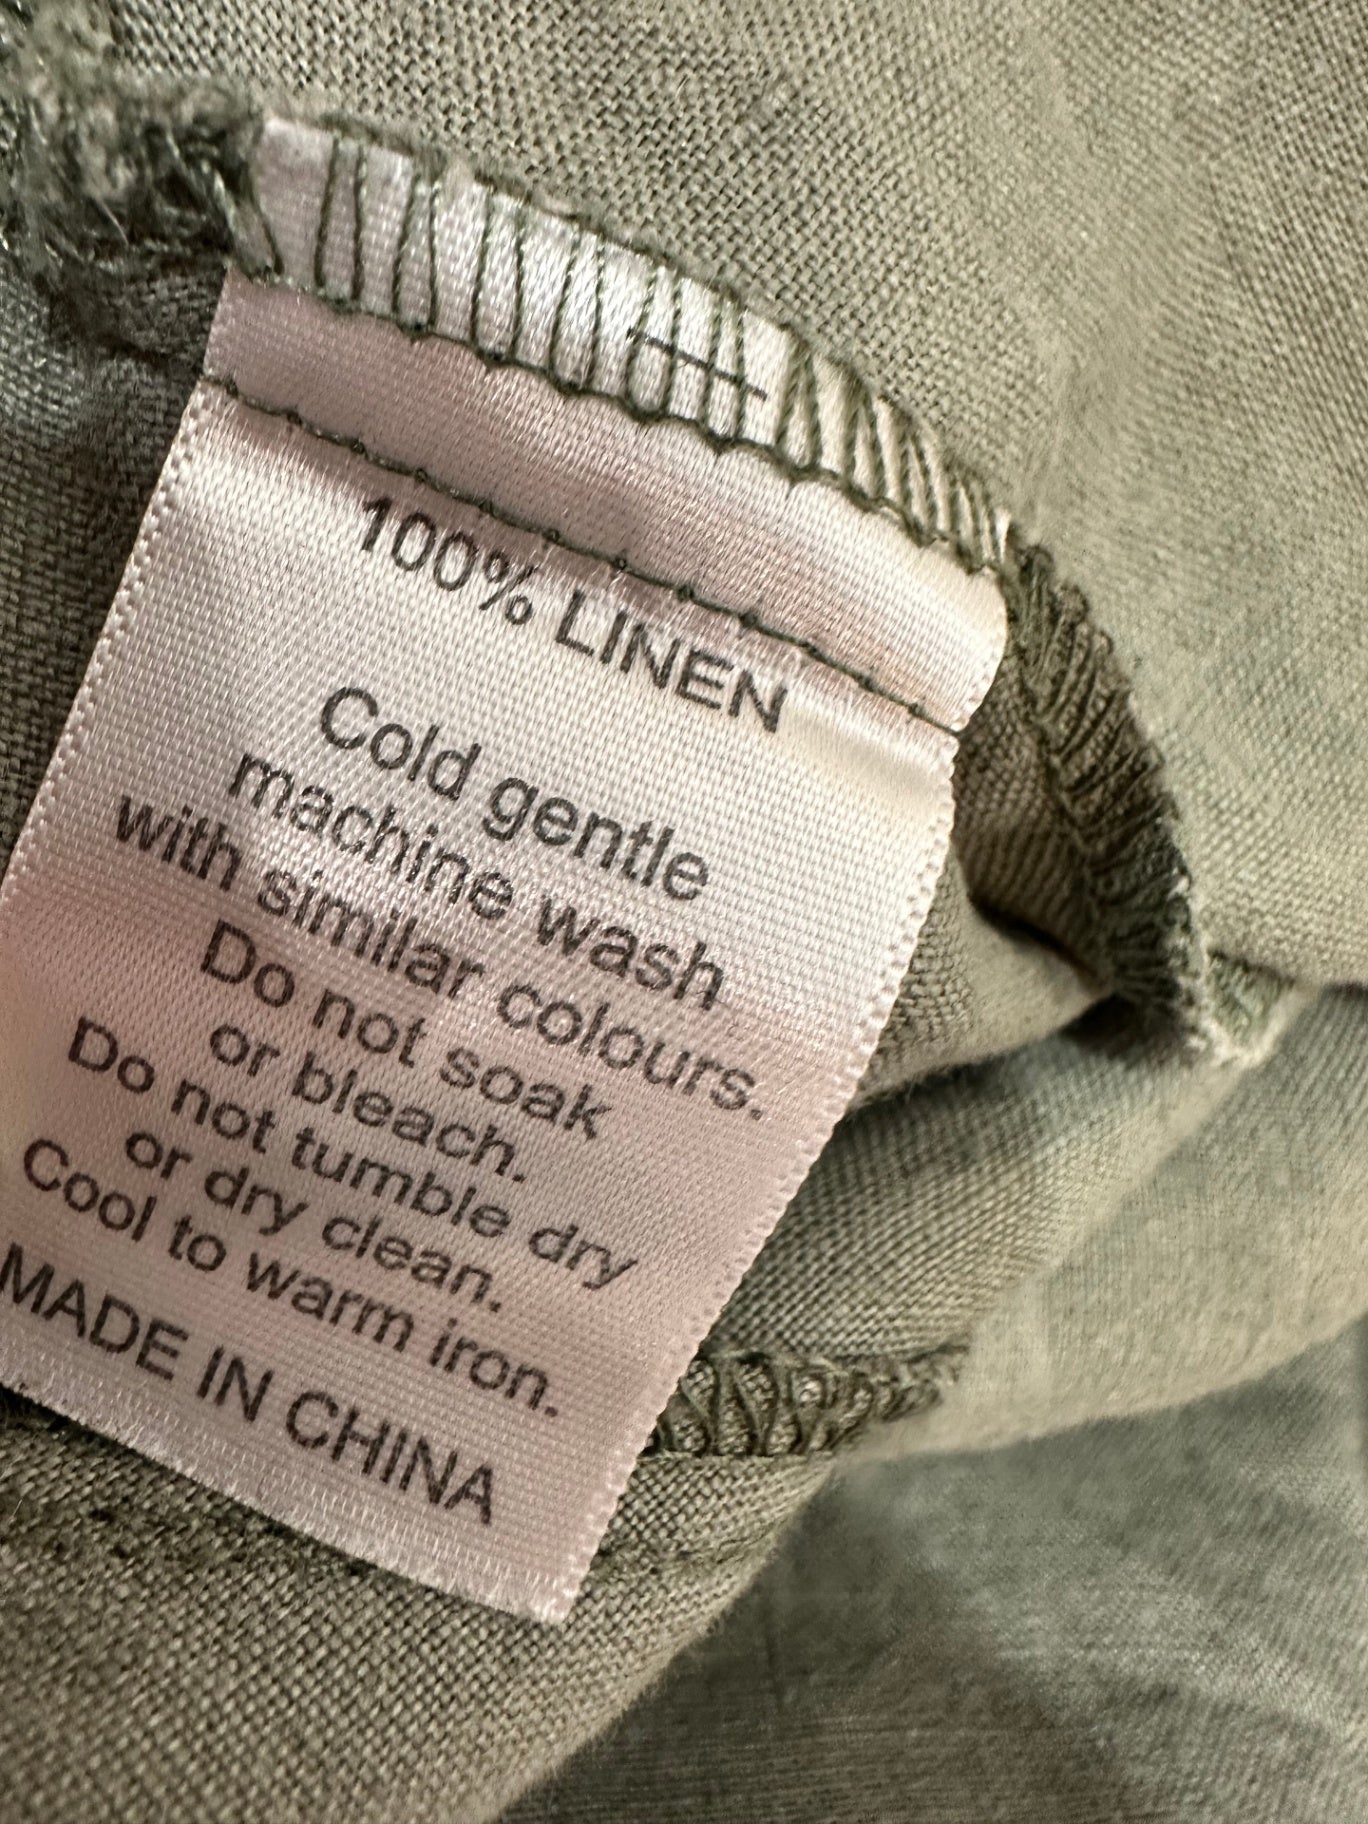 100% LINEN
Cold gentle
machine wash
with similar colours.
Do not soak
or bleach.
Do not tumble dry
or dry clean.
Cool to warm iron.
MADE IN CHINA